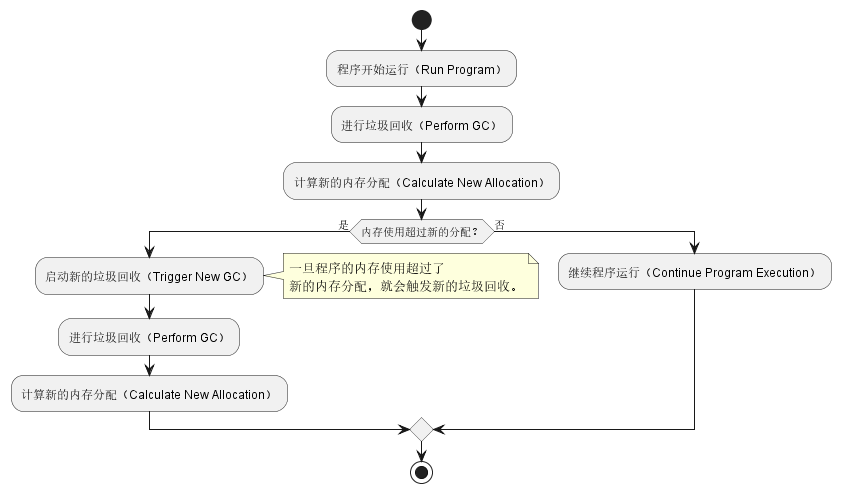 程序开始运行（Run Program）
进行垃圾回收（Perform GC）
计算新的内存分配（Calculate New Allocation）
内存使用超过新的分配？
是
否
启动新的垃圾回收（Trigger New GC）
一旦程序的内存使用超过了
新的内存分配，就会触发新的垃圾回收。
继续程序运行（Continue Program Execution）
进行垃圾回收（Perform GC）
计算新的内存分配（Calculate New Allocation）